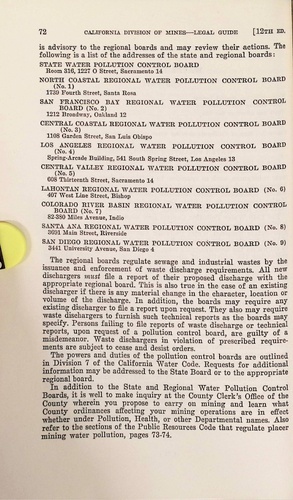 72 CALIFORNIA DIVISION OF MINES—LEGAL GUIDE [12TH ED.
is advisory to the regional boards and may review their actions. The
following is a list of the addresses of the state and regional boards:
STATE WATER POLLUTION CONTROL BOARD
Room 316, 1227 O Street, Sacramento 14
NORTH COASTAL REGIONAL WATER POLLUTION CONTROL BOARD
(No. 1)
1739 Fourth Street, Santa Rosa
SAN FRANCISCO BAY REGIONAL WATER POLLUTION CONTROL
BOARD (No. 2)
1212 Broadway, Oakland 12
CENTRAL COASTAL REGIONAL WATER POLLUTION CONTROL BOARD
(No. 3)
1108 Garden Street, San Luis Obispo
LOS ANGELES REGIONAL WATER POLLUTION CONTROL BOARD
(No. 4)
Spring-Arcade Building, 541 South Spring Street, Los Angeles 13
CENTRAL VALLEY REGIONAL WATER POLLUTION CONTROL BOARD
(No. 5)
608 Thirteenth Street, Sacramento 14
LAHONTAN REGIONAL WATER POLLUTION CONTROL BOARD (No. 6)
407 West Line Street, Bishop
COLORADO RIVER BASIN REGIONAL WATER POLLUTION CONTROL
BOARD (No. 7)
82-380 Miles Avenue, Indio
SANTA ANA REGIONAL WATER POLLUTION CONTROL BOARD (No. 8)
3691 Main Street, Riverside
SAN DIEGO REGIONAL WATER POLLUTION CONTROL BOARD (No. 9)
3441 University Avenue, San Diego 4
The regional boards regulate sewage and industrial wastes by the
issuance and enforcement of waste discharge requirements. All new
dischargers must file a report of their proposed discharge with the
appropriate regional board. This is also true in the case of an existing
discharger if there is any material change in the character, location or
volume of the discharge. In addition, the boards may require any
existing discharger to file a report upon request. They also may require
waste dischargers to furnish such technical reports as the boards may
specify. Persons failing to file reports of waste discharge or technical
reports, upon request of a pollution control board, are guilty of a
misdemeanor. Waste dischargers in violation of prescribed require-
ments are subject to cease and desist orders.
The powers and duties of the pollution control boards are outlined
in Division 7 of the California Water Code. Requests for additional
information may be addressed to the State Board or to the appropriate
regional board.
In addition to the State and Regional Water Pollution Control
Boards, it is well to make inquiry at the County Clerk's Office of the
County wherein you propose to carry on mining and learn what
County ordinances affecting your mining operations are in effect
whether under Pollution, Health, or other Departmental names. Also
refer to the sections of the Public Resources Code that regulate placer
mining water pollution, pages 73-74.